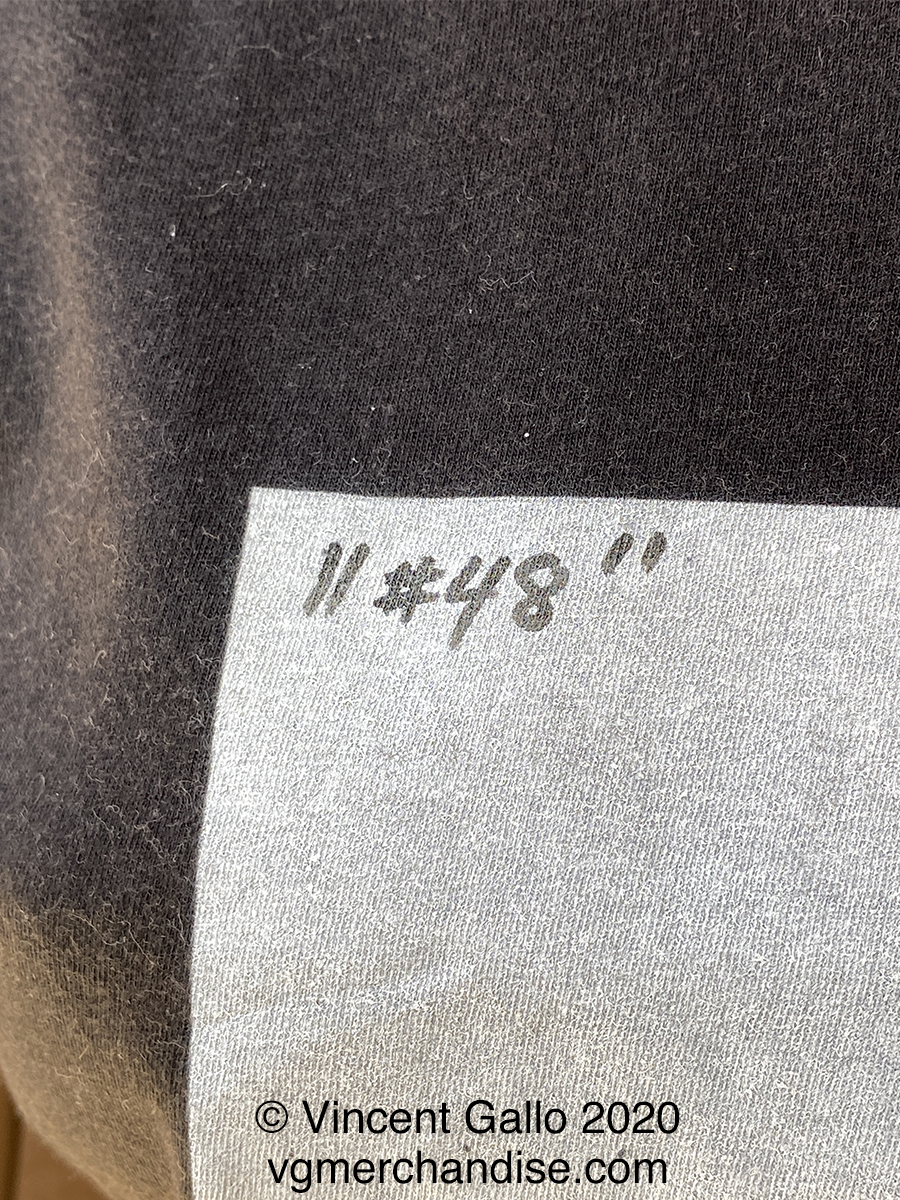 "#48"
© Vincent Gallo 2020
vgmerchandise.com